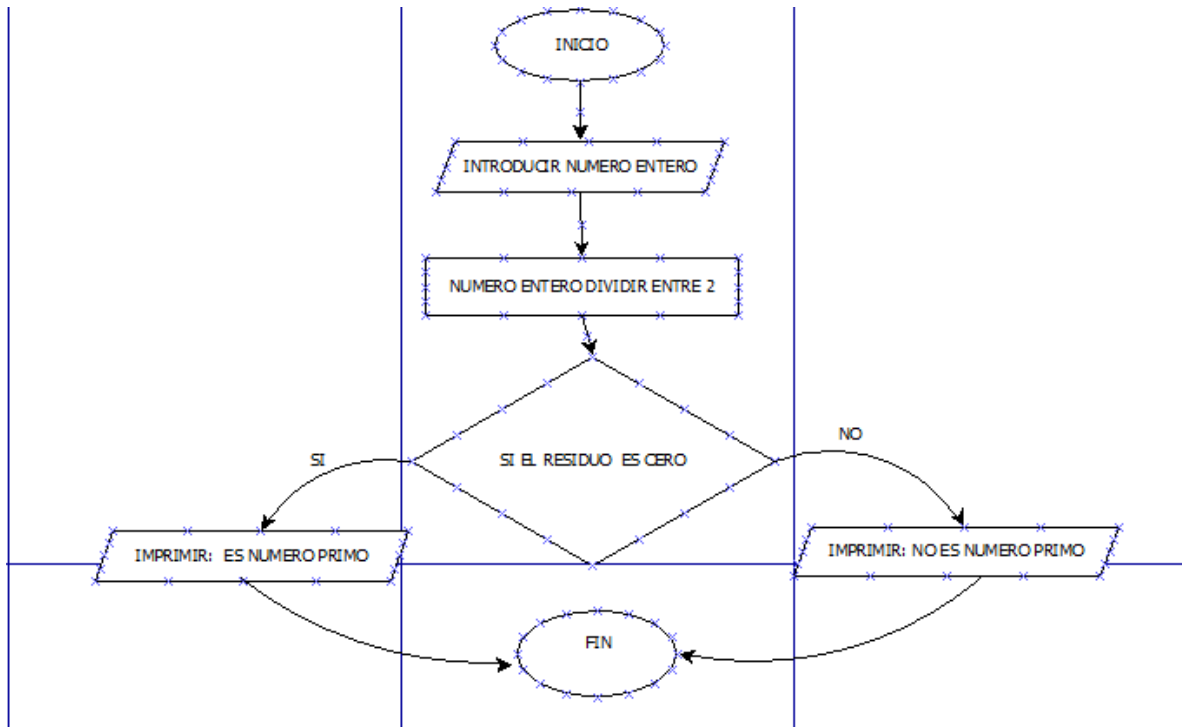 INICIO
INTRODUCIR NUMERO ENTERO
NUMERO ENTERO DIVIDIR ENTRE 2
SI EL RESIDUO ES CERO
SI
NO
IMPRIMIR: ES NUMERO PRIMO
IMPRIMIR: NO ES NUMERO PRIMO
FIN